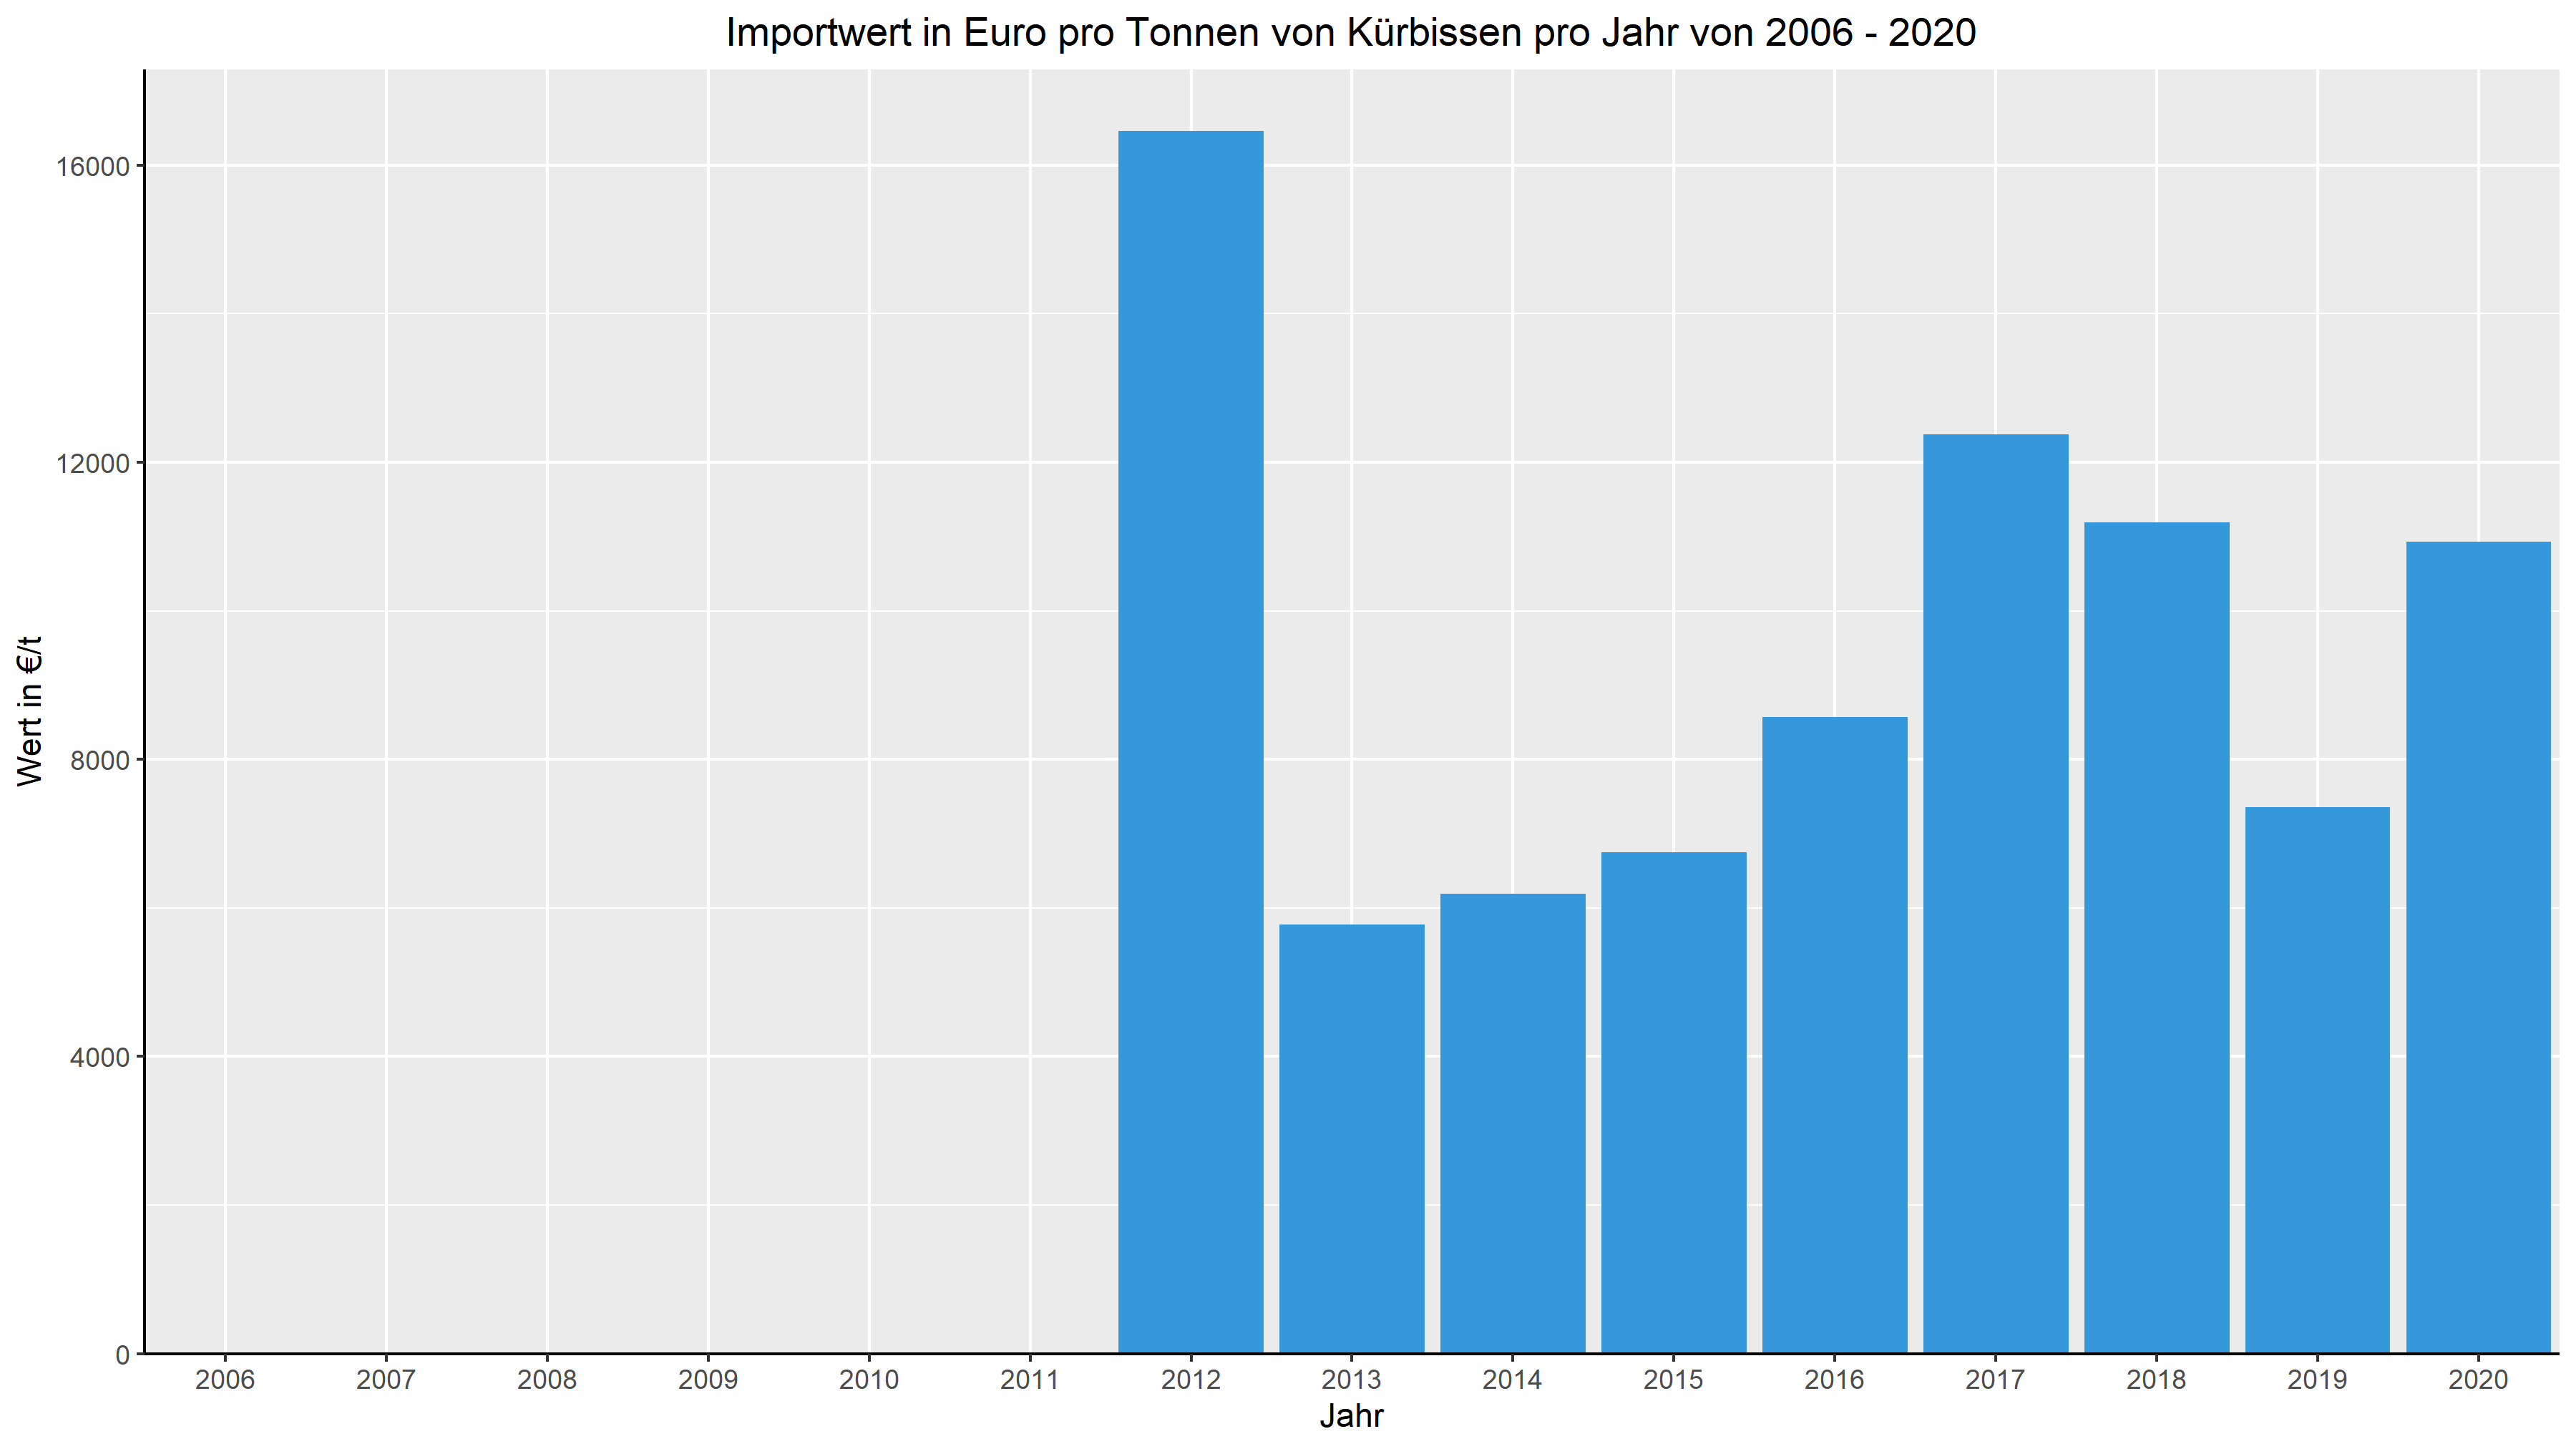 Importwert in Euro pro Tonnen von Kürbissen pro Jahr von 2006 - 2020
Wert in €/t
16000
12000
8000
4000
0
2006 2007 2008 2009 2010 2011 2012 2013 2014 2015 2016 2017 2018 2019 2020
Jahr